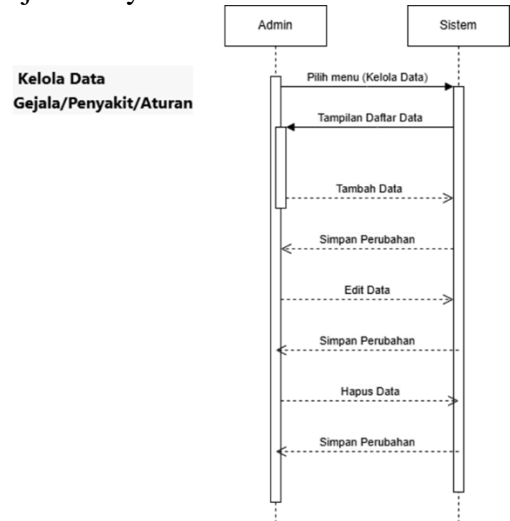 Admin
Sistem
Kelola Data
Gejala/Penyakit/Aturan
Pilih menu (Kelola Data)
Tampilan Daftar Data
Tambah Data
Simpan Perubahan
Edit Data
Simpan Perubahan
Hapus Data
Simpan Perubahan